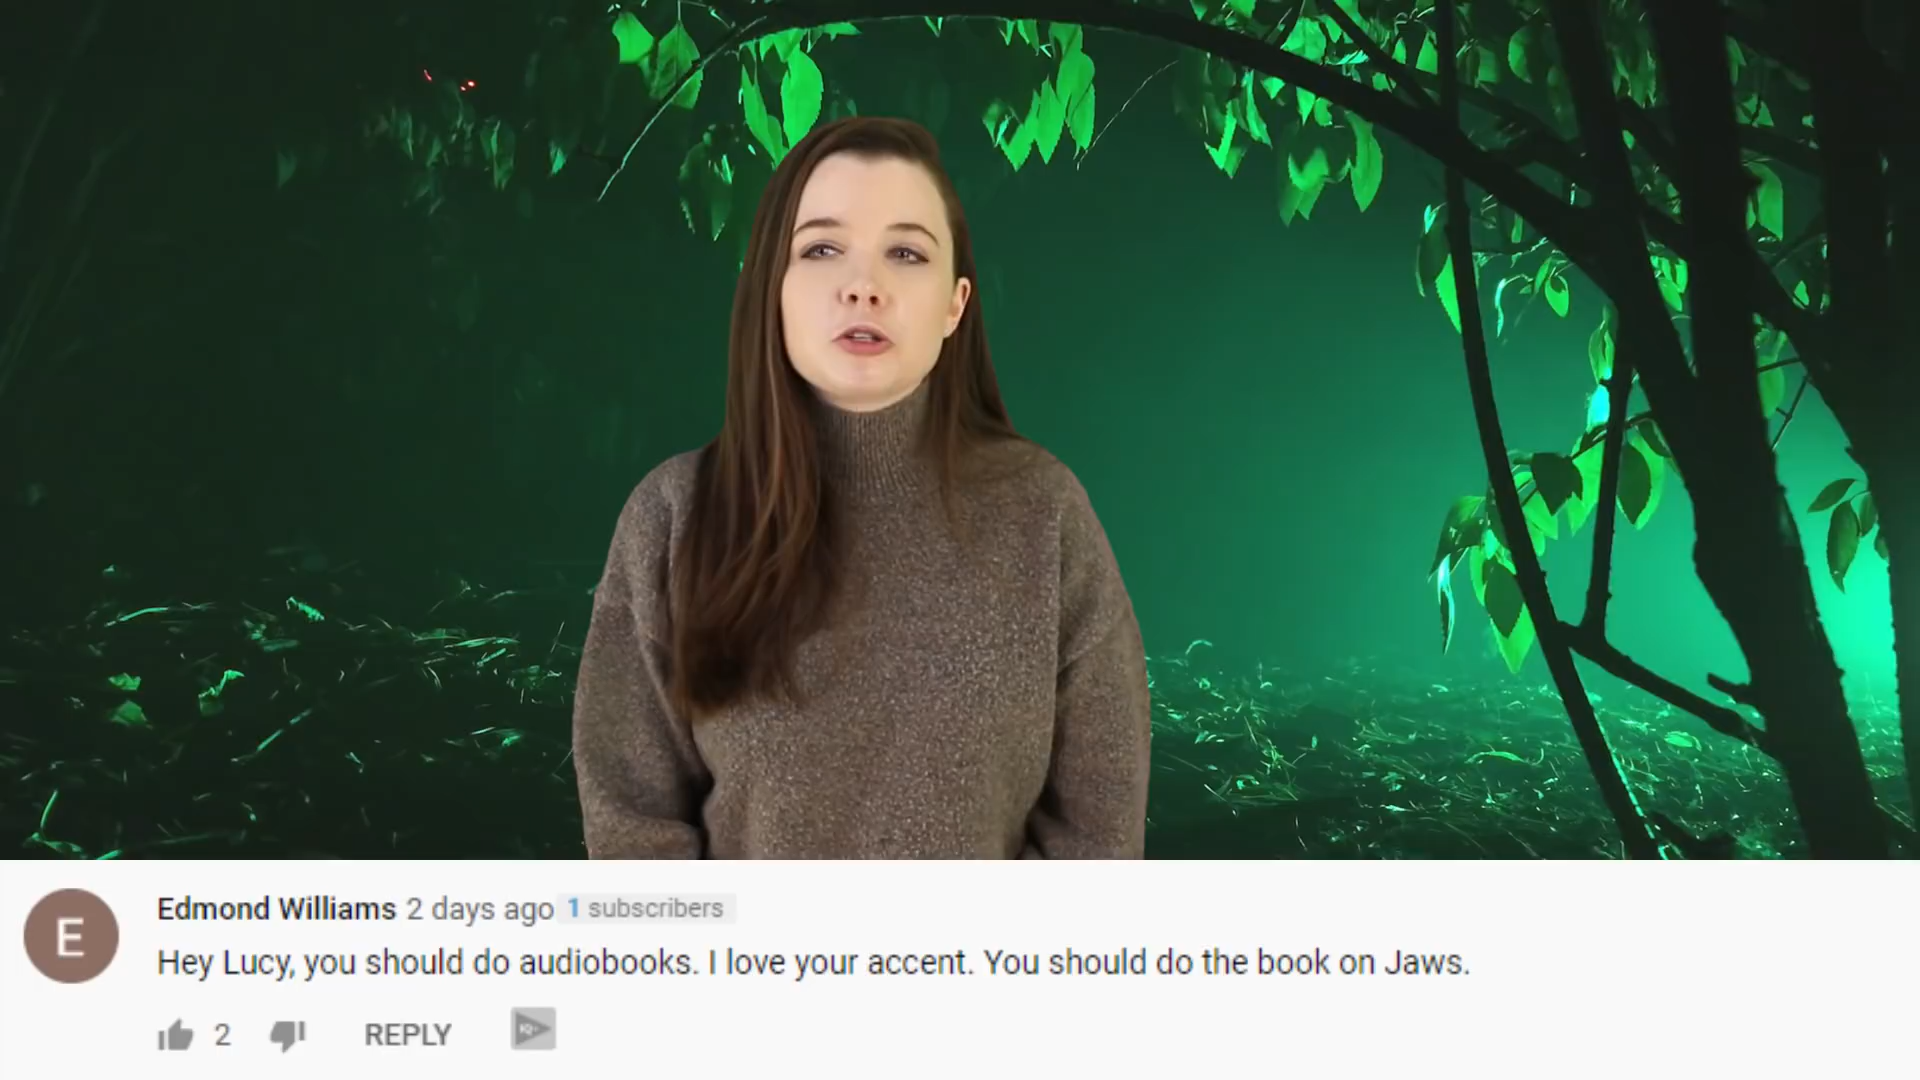 E
Edmond Williams 2 days ago 1 subscribers
Hey Lucy, you should do audiobooks. I love your accent. You should do the book on Jaws.
2 REPLY